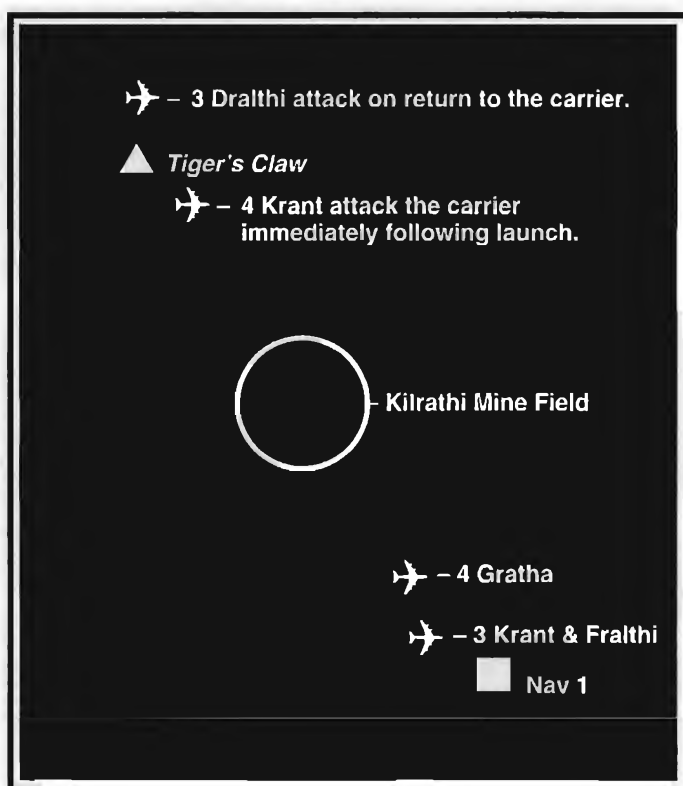 – 3 Dralthi attack on return to the carrier.
Tiger's Claw
– 4 Krant attack the carrier
immediately following launch.
– Kilrathi Mine Field
– 4 Gratha
– 3 Krant & Fralthi
Nav 1